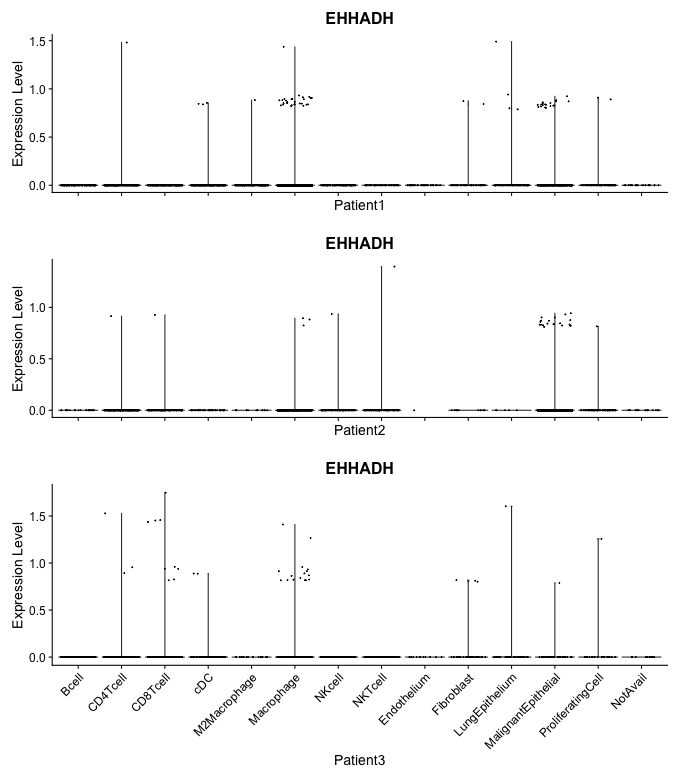 EHHADH
Expression Level
1.5
1.0
0.5
0.0
Patient1
EHHADH
Expression Level
1.0
0.5
0.0
Patient2
EHHADH
Expression Level
1.5
1.0
0.5
0.0
Bcell
CD4Tcell
CD8Tcell
cDC
M2Macrophage
Macrophage
NKcell
NKTcell
Endothelium
Fibroblast
LungEpithelium
MalignantEpithelial
ProliferatingCell
NotAvail
Patient3